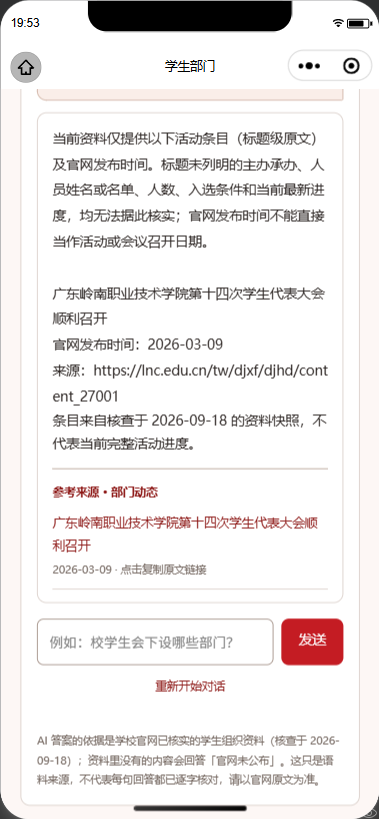 19:53
学生部门
当前资料仅提供以下活动条目（标题级原文）
及官网发布时间。标题未列明的主办承办、人
员姓名或名单、人数、入选条件和当前最新进
度，均无法据此核实；官网发布时间不能直接
当作活动或会议召开日期。
广东岭南职业技术学院第十四次学生代表大会
顺利召开
官网发布时间：2026-03-09
来源：https://lnc.edu.cn/tw/djxf/djhd/cont
ent_27001
条目来自核查于 2026-09-18 的资料快照，不
代表当前完整活动进度。
参考来源·部门动态
广东岭南职业技术学院第十四次学生代表大会顺
利召开
2026-03-09 · 点击复制原文链接
例如：校学生会下设哪些部门？
发送
重新开始对话
AI 答案的依据是学校官网已核实的学生组织资料（核查于 2026-
09-18）；资料里没有的内容会回答「官网未公布」。这只是语
料来源，不代表每句回答都已逐字核对，请以官网原文为准。